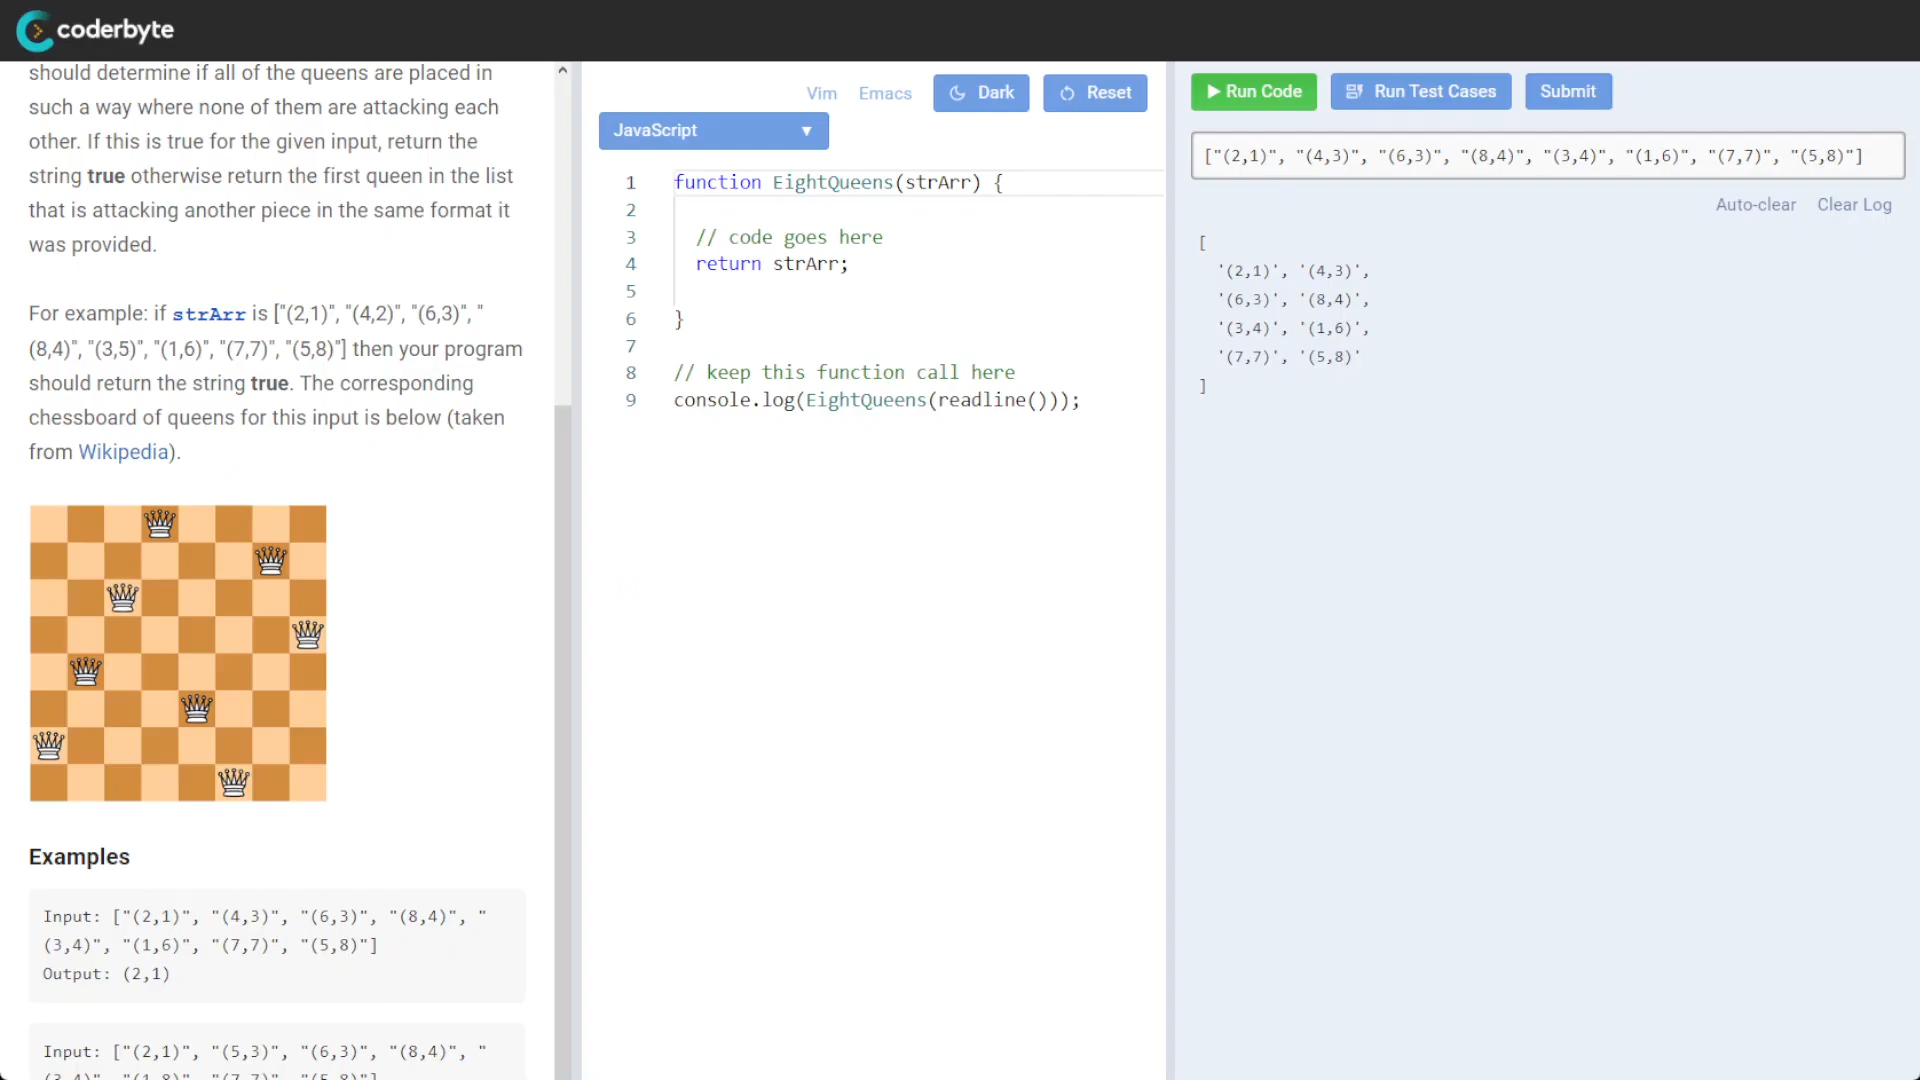 coderbyte
should determine if all of the queens are placed in
such a way where none of them are attacking each
other. If this is true for the given input, return the
string true otherwise return the first queen in the list
that is attacking another piece in the same format it
was provided.
For example: if strArr is ["(2,1)", "(4,2)", "(6,3)", "
(8,4)", "(3,5)", "(1,6)", "(7,7)", "(5,8)"] then your program
should return the string true. The corresponding
chessboard of queens for this input is below (taken
from Wikipedia).
Examples
Input: ["(2,1)", "(4,3)", "(6,3)", "(8,4)", "
(3,4)", "(1,6)", "(7,7)", "(5,8)"]
Output: (2,1)
Input: ["(2,1)", "(5,3)", "(6,3)", "(8,4)", "
(3,4)", "(1,8)", "(7,7)", "(5,8)"]
Vim Emacs Dark Reset
JavaScript
1 function EightQueens(strArr) {
2
3 // code goes here
4 return strArr;
5
6 }
7
8 // keep this function call here
9 console.log(EightQueens(readline()));
Run Code Run Test Cases Submit
["(2,1)", "(4,3)", "(6,3)", "(8,4)", "(3,4)", "(1,6)", "(7,7)", "(5,8)"]
Auto-clear Clear Log
[
'(2,1)', '(4,3)',
'(6,3)', '(8,4)',
'(3,4)', '(1,6)',
'(7,7)', '(5,8)'
]